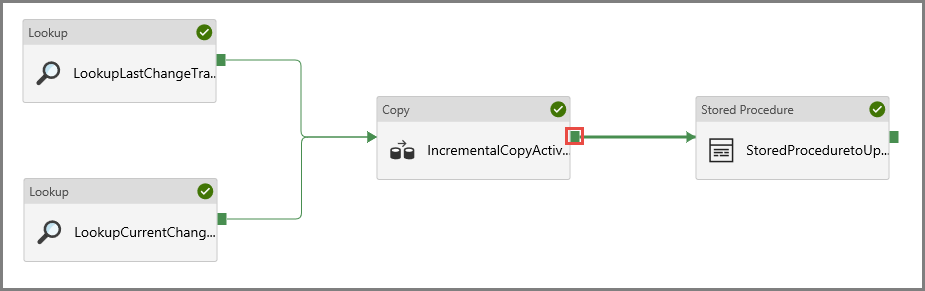 Lookup
LookupLastChangeTra...
Copy
IncrementalCopyActiv...
Stored Procedure
StoredProceduretoUp...
Lookup
LookupCurrentChang...